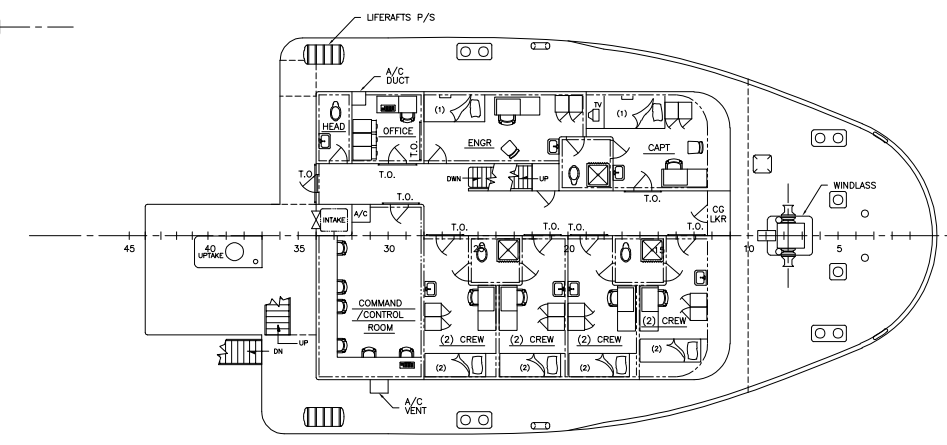 LIFERAFTS P/S
A/C
DUCT
TV
(1)
(1)
HEAD
OFFICE
T.O.
ENGR
CAPT
T.O.
T.O.
DWN
UP
T.O.
T.O.
CG
LKR
WINDLASS
INTAKE
A/C
T.O.
T.O.
T.O.
T.O.
45
40
35
30
25
20
15
10
5
UPTAKE
COMMAND
/CONTROL
ROOM
UP
DN
(2) CREW
(2) CREW
(2) CREW
(2) CREW
(2)
(2)
(2)
(2)
A/C
VENT